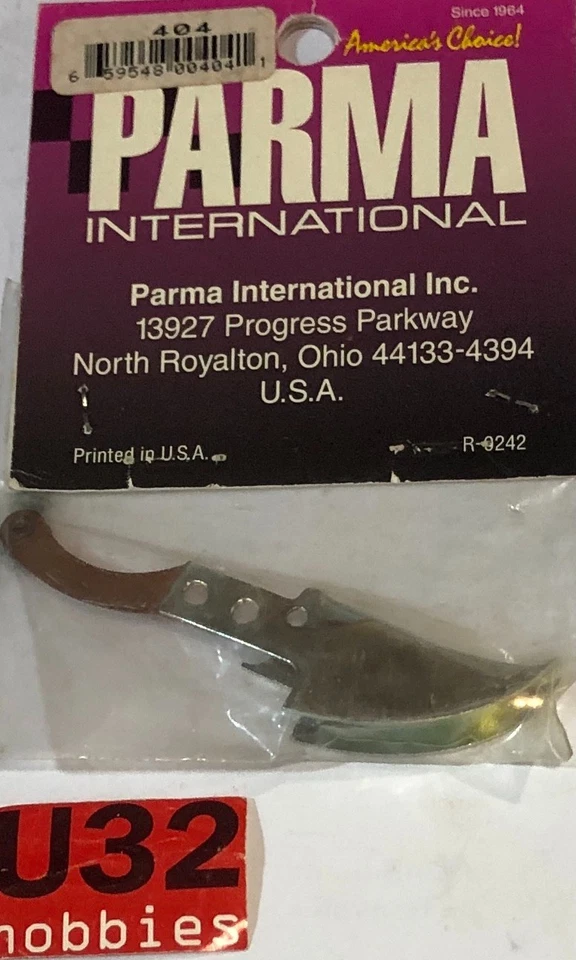 404
6 59548 00404 1
Since 1964
America's Choice!
PARMA
INTERNATIONAL
Parma International Inc.
13927 Progress Parkway
North Royalton, Ohio 44133-4394
U.S.A.
Printed in U.S.A.
R-0242
U32
hobbies